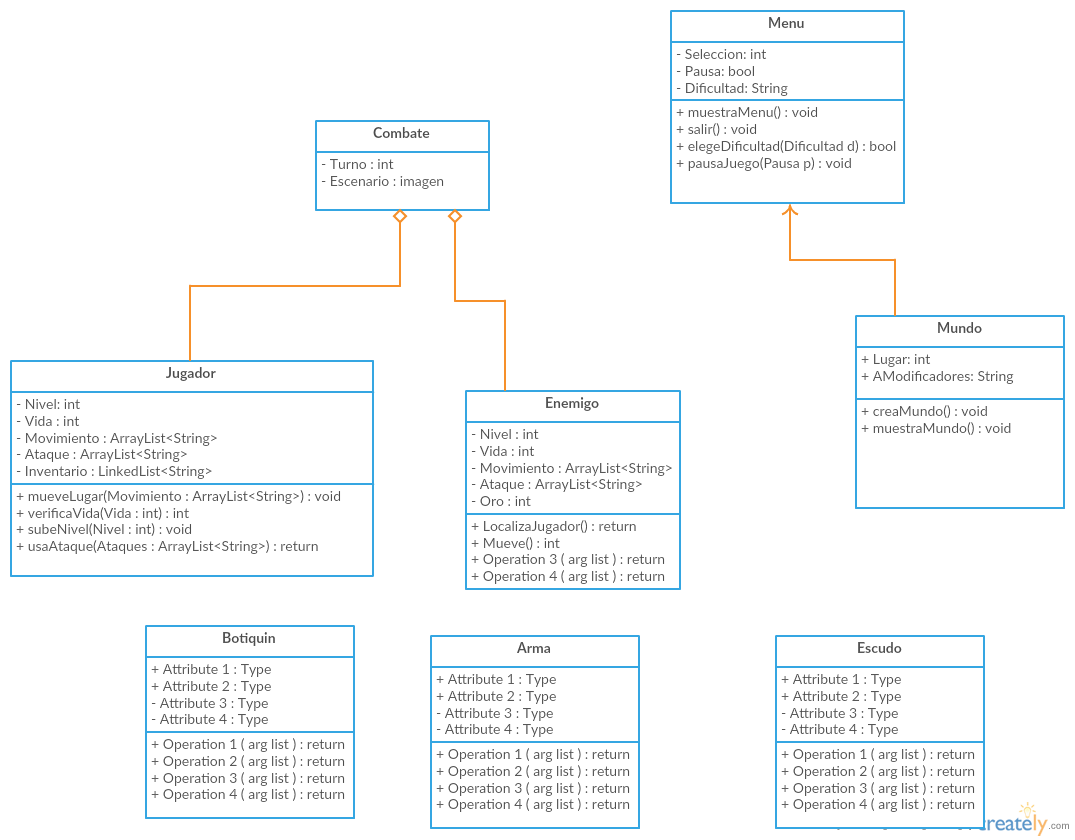 Menu
- Seleccion: int
- Pausa: bool
- Dificultad: String
+ muestraMenu() : void
+ salir() : void
+ elegeDificultad(Dificultad d) : bool
+ pausaJuego(Pausa p) : void
Combate
- Turno : int
- Escenario : imagen
Mundo
+ Lugar: int
+ AModificadores: String
+ creaMundo() : void
+ muestraMundo() : void
Jugador
- Nivel: int
- Vida : int
- Movimiento : ArrayList<String>
- Ataque : ArrayList<String>
- Inventario : LinkedList<String>
+ mueveLugar(Movimiento : ArrayList<String>) : void
+ verificaVida(Vida : int) : int
+ subeNivel(Nivel : int) : void
+ usaAtaque(Ataques : ArrayList<String>) : return
Enemigo
- Nivel : int
- Vida : int
- Movimiento : ArrayList<String>
- Ataque : ArrayList<String>
- Oro : int
+ LocalizaJugador() : return
+ Mueve() : int
+ Operation 3 ( arg list ) : return
+ Operation 4 ( arg list ) : return
Botiquin
+ Attribute 1 : Type
+ Attribute 2 : Type
- Attribute 3 : Type
- Attribute 4 : Type
+ Operation 1 ( arg list ) : return
+ Operation 2 ( arg list ) : return
+ Operation 3 ( arg list ) : return
+ Operation 4 ( arg list ) : return
Arma
+ Attribute 1 : Type
+ Attribute 2 : Type
- Attribute 3 : Type
- Attribute 4 : Type
+ Operation 1 ( arg list ) : return
+ Operation 2 ( arg list ) : return
+ Operation 3 ( arg list ) : return
+ Operation 4 ( arg list ) : return
Escudo
+ Attribute 1 : Type
+ Attribute 2 : Type
- Attribute 3 : Type
- Attribute 4 : Type
+ Operation 1 ( arg list ) : return
+ Operation 2 ( arg list ) : return
+ Operation 3 ( arg list ) : return
+ Operation 4 ( arg list ) : return
creately.com